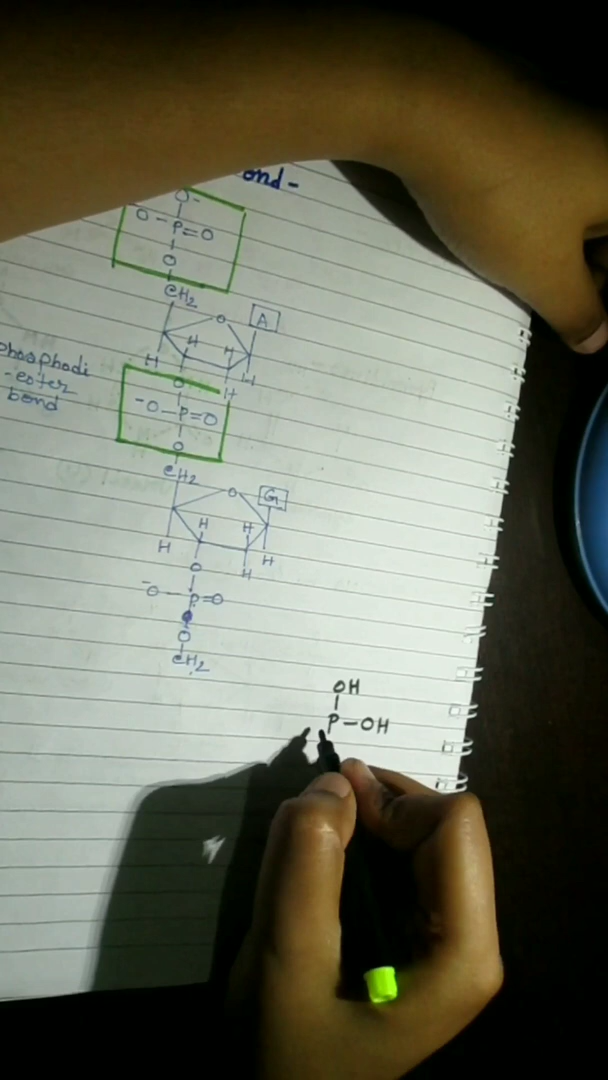 ond-
O-
O-P=O
O
CH2
O
A
H
H
H
H
H
Phosphodi
-ester
bond
O
-O-P=O
O
CH2
O
G
H
H
H
H
H
O
-O-P=O
O
CH2
OH
P-OH